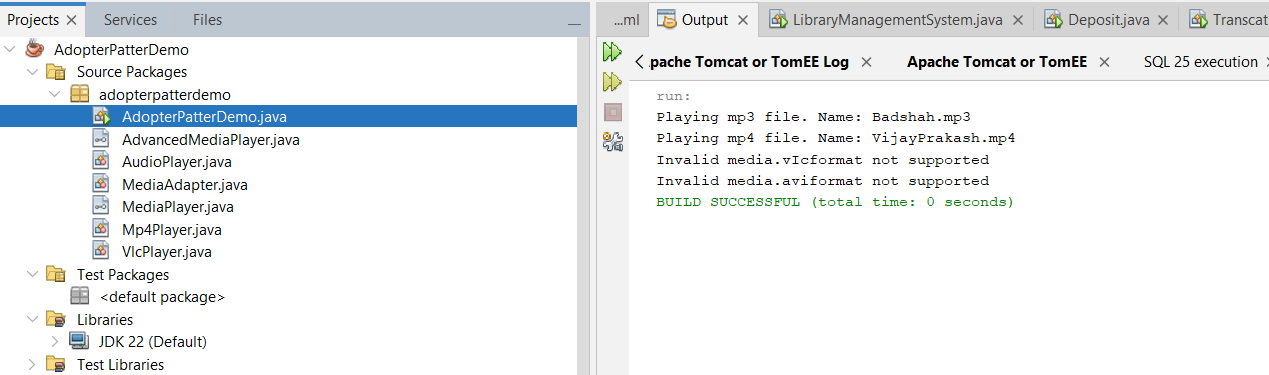 Projects × Services Files
AdopterPatterDemo
Source Packages
adopterpatterdemo
AdopterPatterDemo.java
AdvancedMediaPlayer.java
AudioPlayer.java
MediaAdapter.java
MediaPlayer.java
Mp4Player.java
VlcPlayer.java
Test Packages
<default package>
Libraries
JDK 22 (Default)
Test Libraries
...ml Output × LibraryManagementSystem.java × Deposit.java × Transcat
pache Tomcat or TomEE Log × Apache Tomcat or TomEE × SQL 25 execution
run:
Playing mp3 file. Name: Badshah.mp3
Playing mp4 file. Name: VijayPrakash.mp4
Invalid media.vIcformat not supported
Invalid media.aviformat not supported
BUILD SUCCESSFUL (total time: 0 seconds)